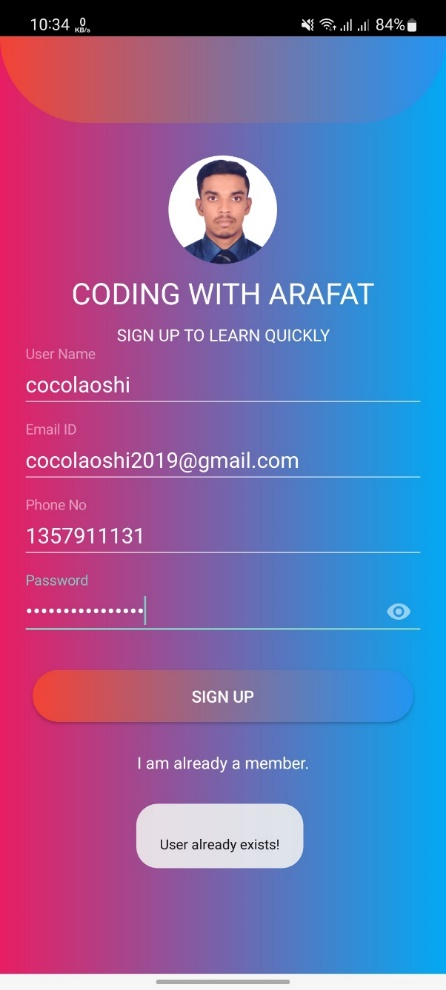 10:34 0 KB/s 84%
CODING WITH ARAFAT
SIGN UP TO LEARN QUICKLY
User Name
cocolaoshi
Email ID
cocolaoshi2019@gmail.com
Phone No
1357911131
Password
••••••••••••••••
SIGN UP
I am already a member.
User already exists!